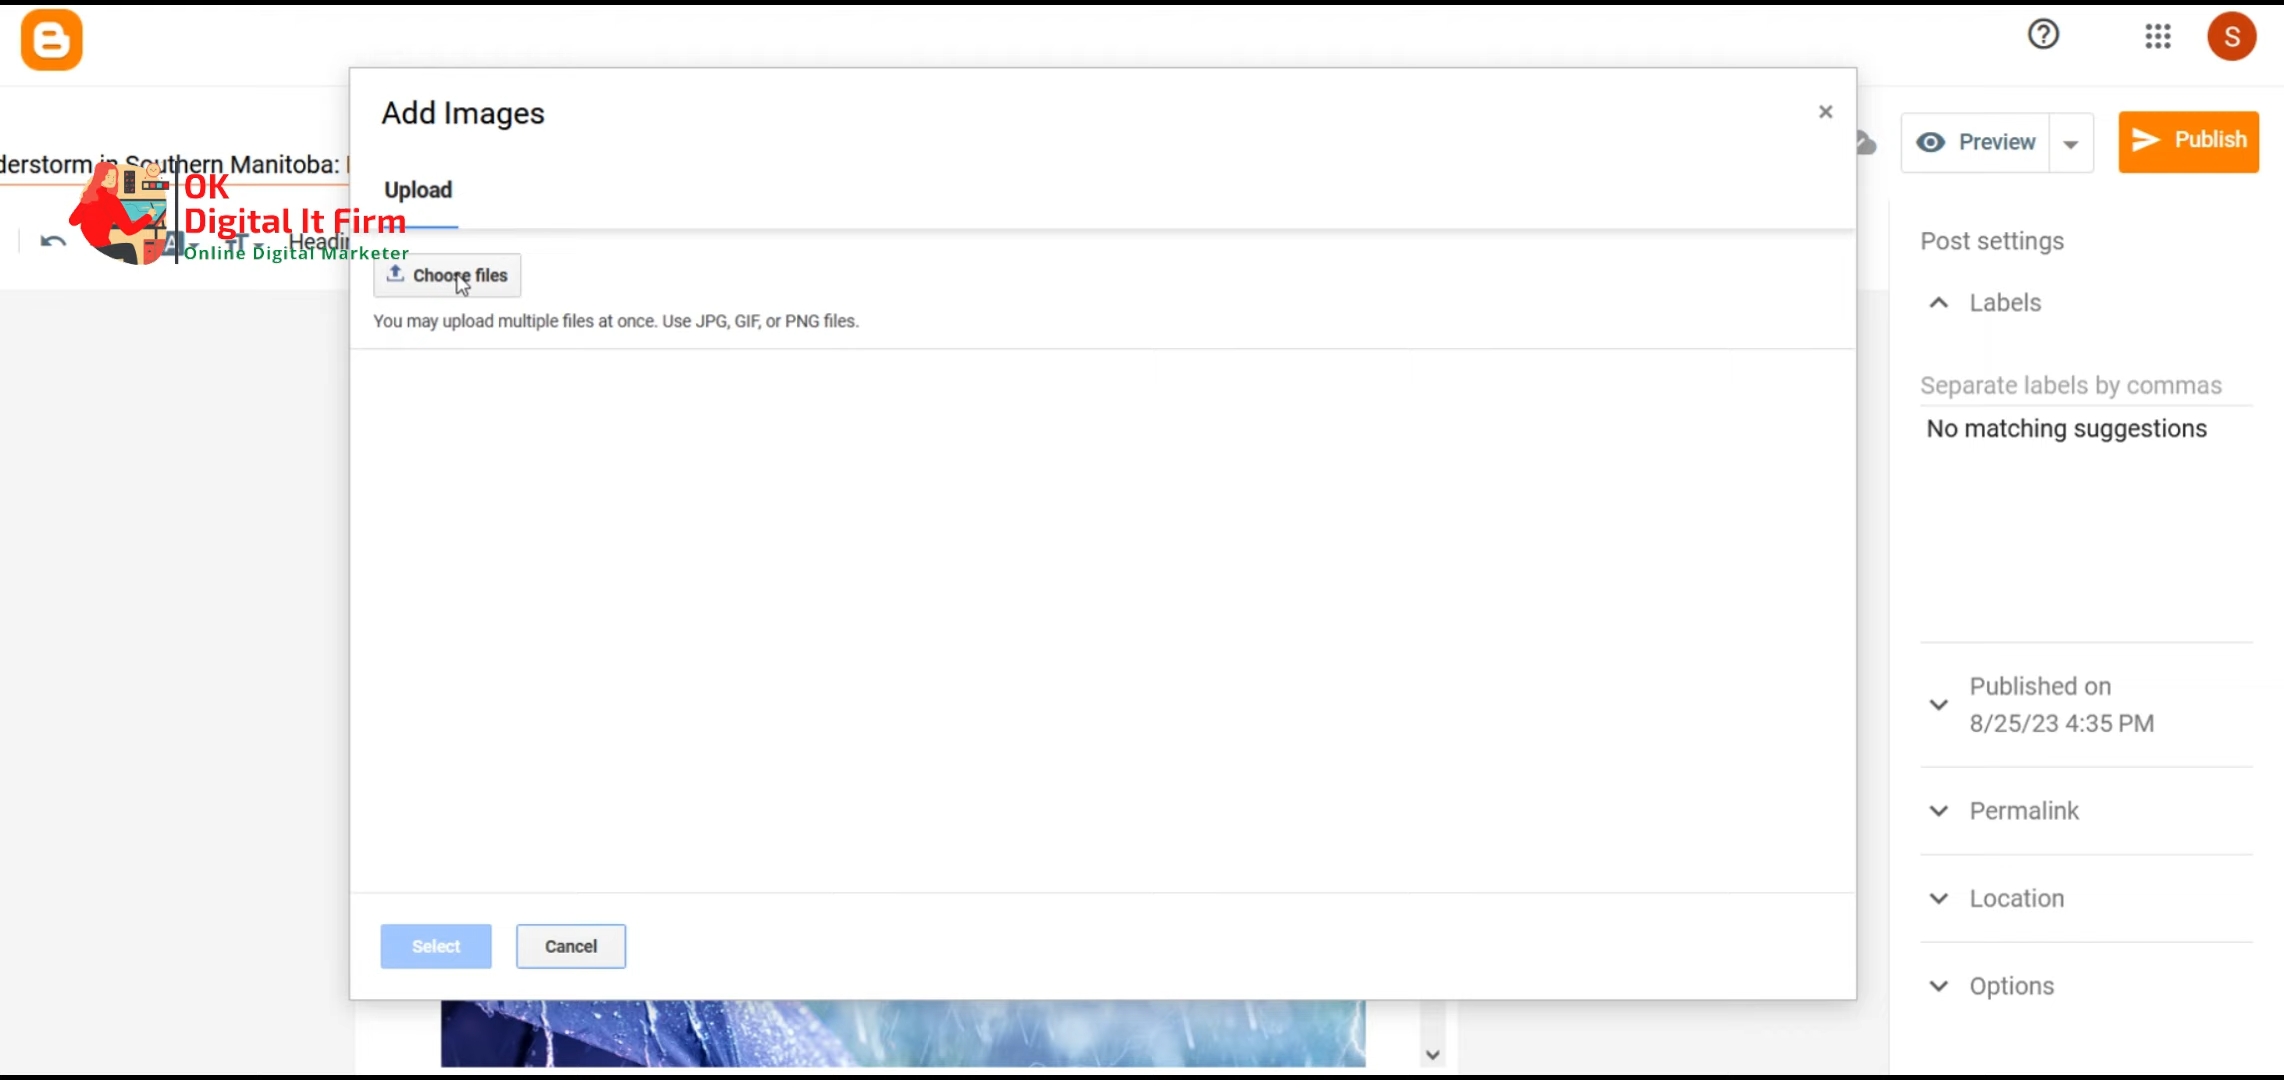 S
Add Images
×
derstorm in Southern Manitoba:
Preview
Publish
OK
Digital It Firm
Online Digital Marketer
Upload
Post settings
Choose files
You may upload multiple files at once. Use JPG, GIF, or PNG files.
Labels
Separate labels by commas
No matching suggestions
Published on
8/25/23 4:35 PM
Permalink
Location
Select
Cancel
Options